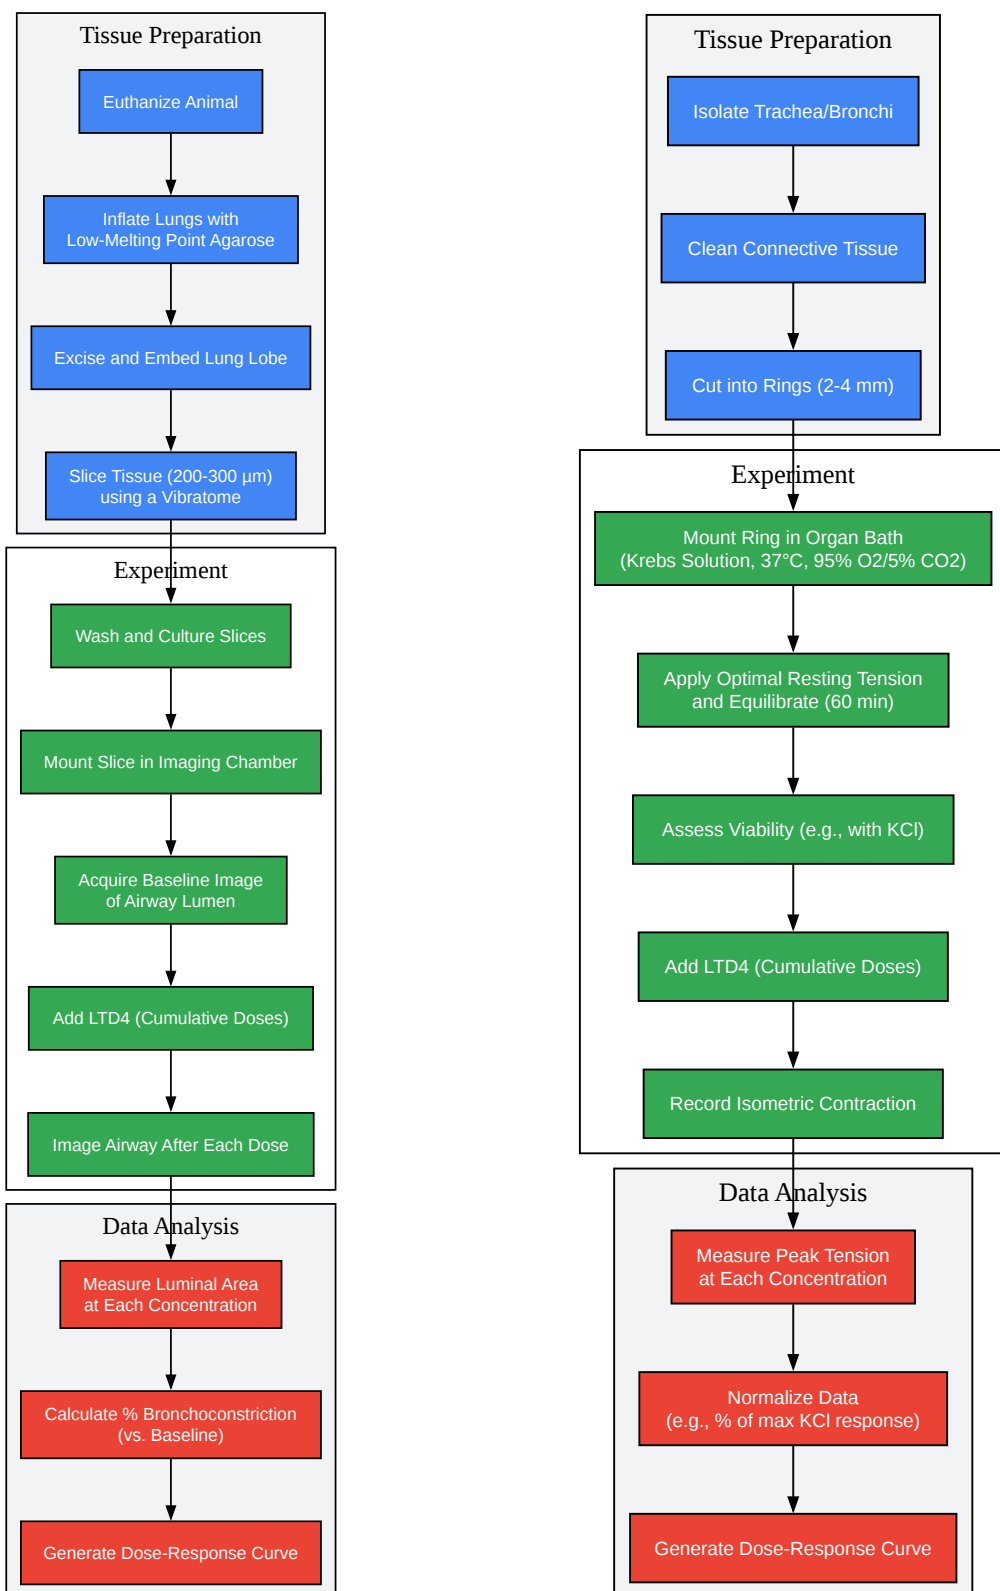 Tissue Preparation
Euthanize Animal
Inflate Lungs with
Low-Melting Point Agarose
Excise and Embed Lung Lobe
Slice Tissue (200-300 µm)
using a Vibratome
Experiment
Wash and Culture Slices
Mount Slice in Imaging Chamber
Acquire Baseline Image
of Airway Lumen
Add LTD4 (Cumulative Doses)
Image Airway After Each Dose
Data Analysis
Measure Luminal Area
at Each Concentration
Calculate % Bronchoconstriction
(vs. Baseline)
Generate Dose-Response Curve
Tissue Preparation
Isolate Trachea/Bronchi
Clean Connective Tissue
Cut into Rings (2-4 mm)
Experiment
Mount Ring in Organ Bath
(Krebs Solution, 37°C, 95% O2/5% CO2)
Apply Optimal Resting Tension
and Equilibrate (60 min)
Assess Viability (e.g., with KCl)
Add LTD4 (Cumulative Doses)
Record Isometric Contraction
Data Analysis
Measure Peak Tension
at Each Concentration
Normalize Data
(e.g., % of max KCl response)
Generate Dose-Response Curve